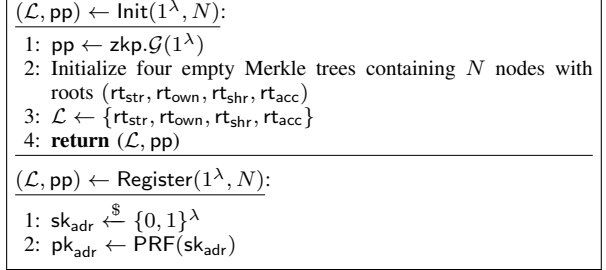 (ℒ, pp) ← Init(1^λ, N):
1: pp ← zkp.𝒢(1^λ)
2: Initialize four empty Merkle trees containing N nodes with
roots (rt_str, rt_own, rt_shr, rt_acc)
3: ℒ ← {rt_str, rt_own, rt_shr, rt_acc}
4: return (ℒ, pp)
(ℒ, pp) ← Register(1^λ, N):
1: sk_adr ←$ {0, 1}^λ
2: pk_adr ← PRF(sk_adr)